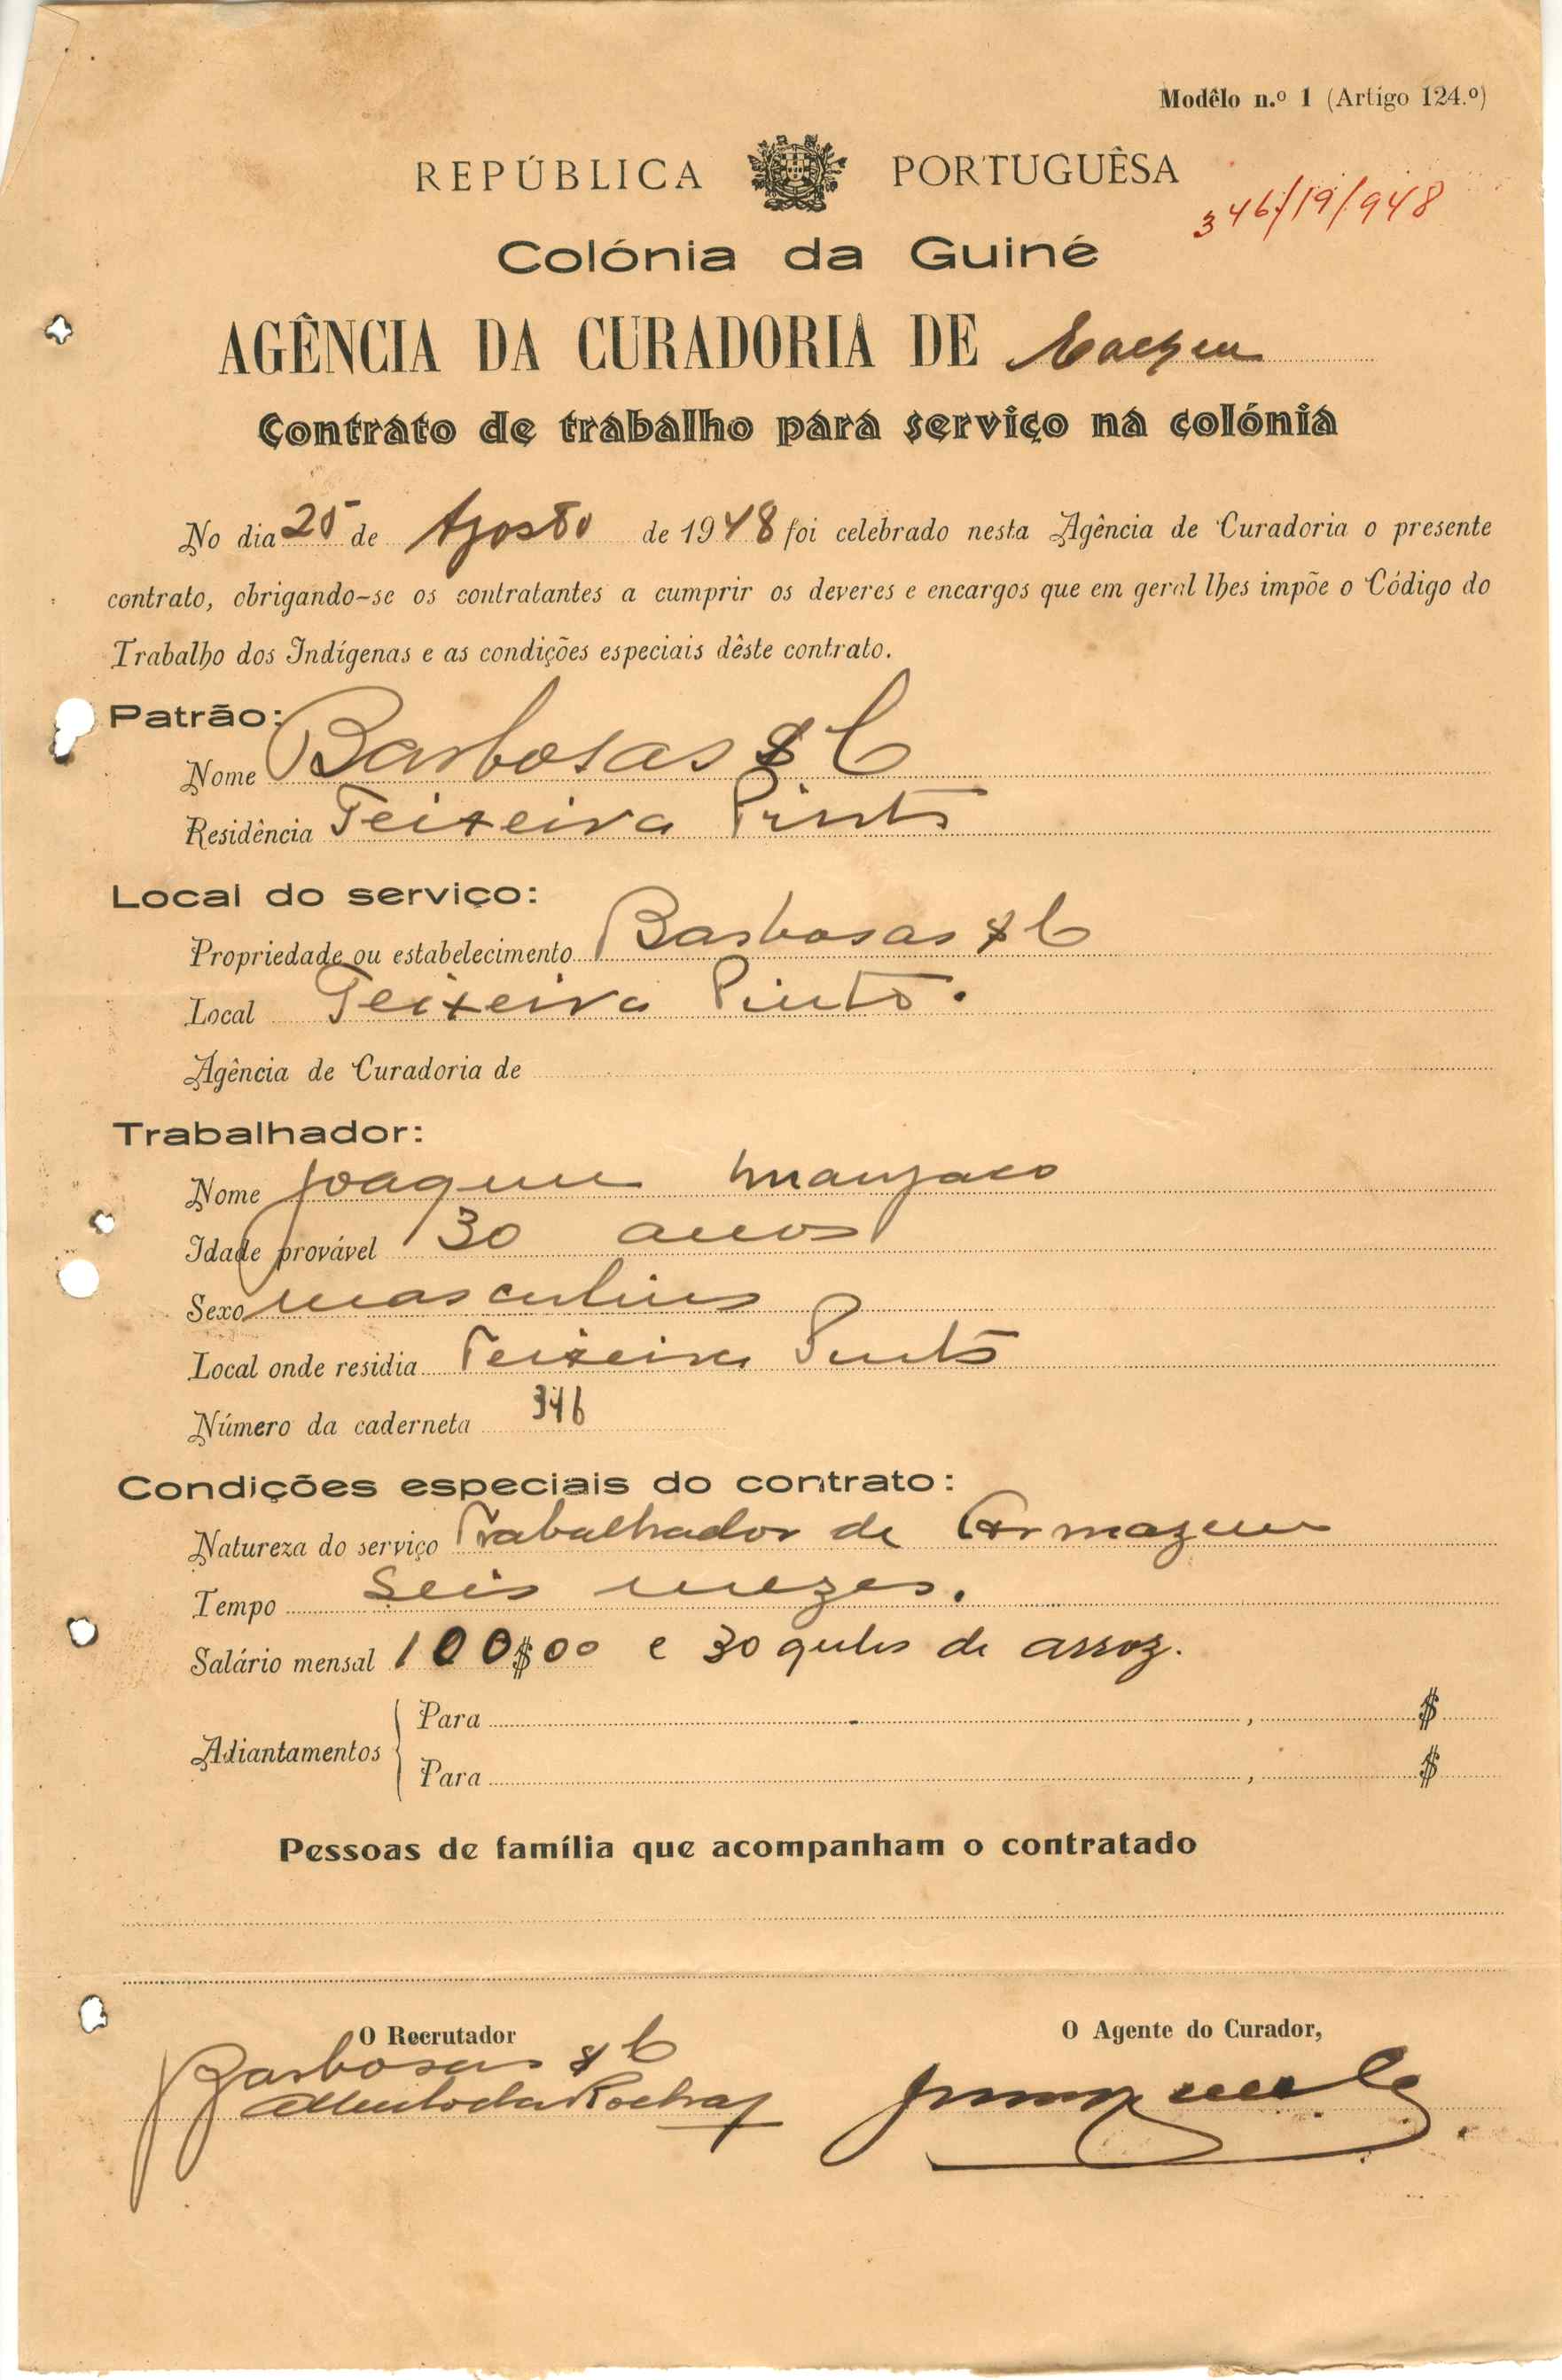 Modêlo n.º 1 (Artigo 124.º)
REPÚBLICA PORTUGUÊSA
346/19/948
Colónia da Guiné
AGÊNCIA DA CURADORIA DE Cacheu
Contrato de trabalho para serviço na colónia
No dia 25 de Agosto de 1948 foi celebrado nesta Agência de Curadoria o presente
contrato, obrigando-se os contratantes a cumprir os deveres e encargos que em geral lhes impõe o Código do
Trabalho dos Indígenas e as condições especiais dêste contrato.
Patrão:
Nome Barbosas & C
Residência Teixeira Pinto
Local do serviço:
Propriedade ou estabelecimento Barbosas & C
Local Teixeira Pinto.
Agência de Curadoria de
Trabalhador:
Nome Joaquim Manjaco
Idade provável 30 anos
Sexo masculino
Local onde residia Teixeira Pinto
Número da caderneta 346
Condições especiais do contrato:
Natureza do serviço Trabalhador de Armazem
Tempo Seis mezes.
Salário mensal 100$00 e 30 quilos de arroz.
Adiantamentos
Para , $
Para , $
Pessoas de família que acompanham o contratado
O Recrutador
O Agente do Curador,
Barbosas & C